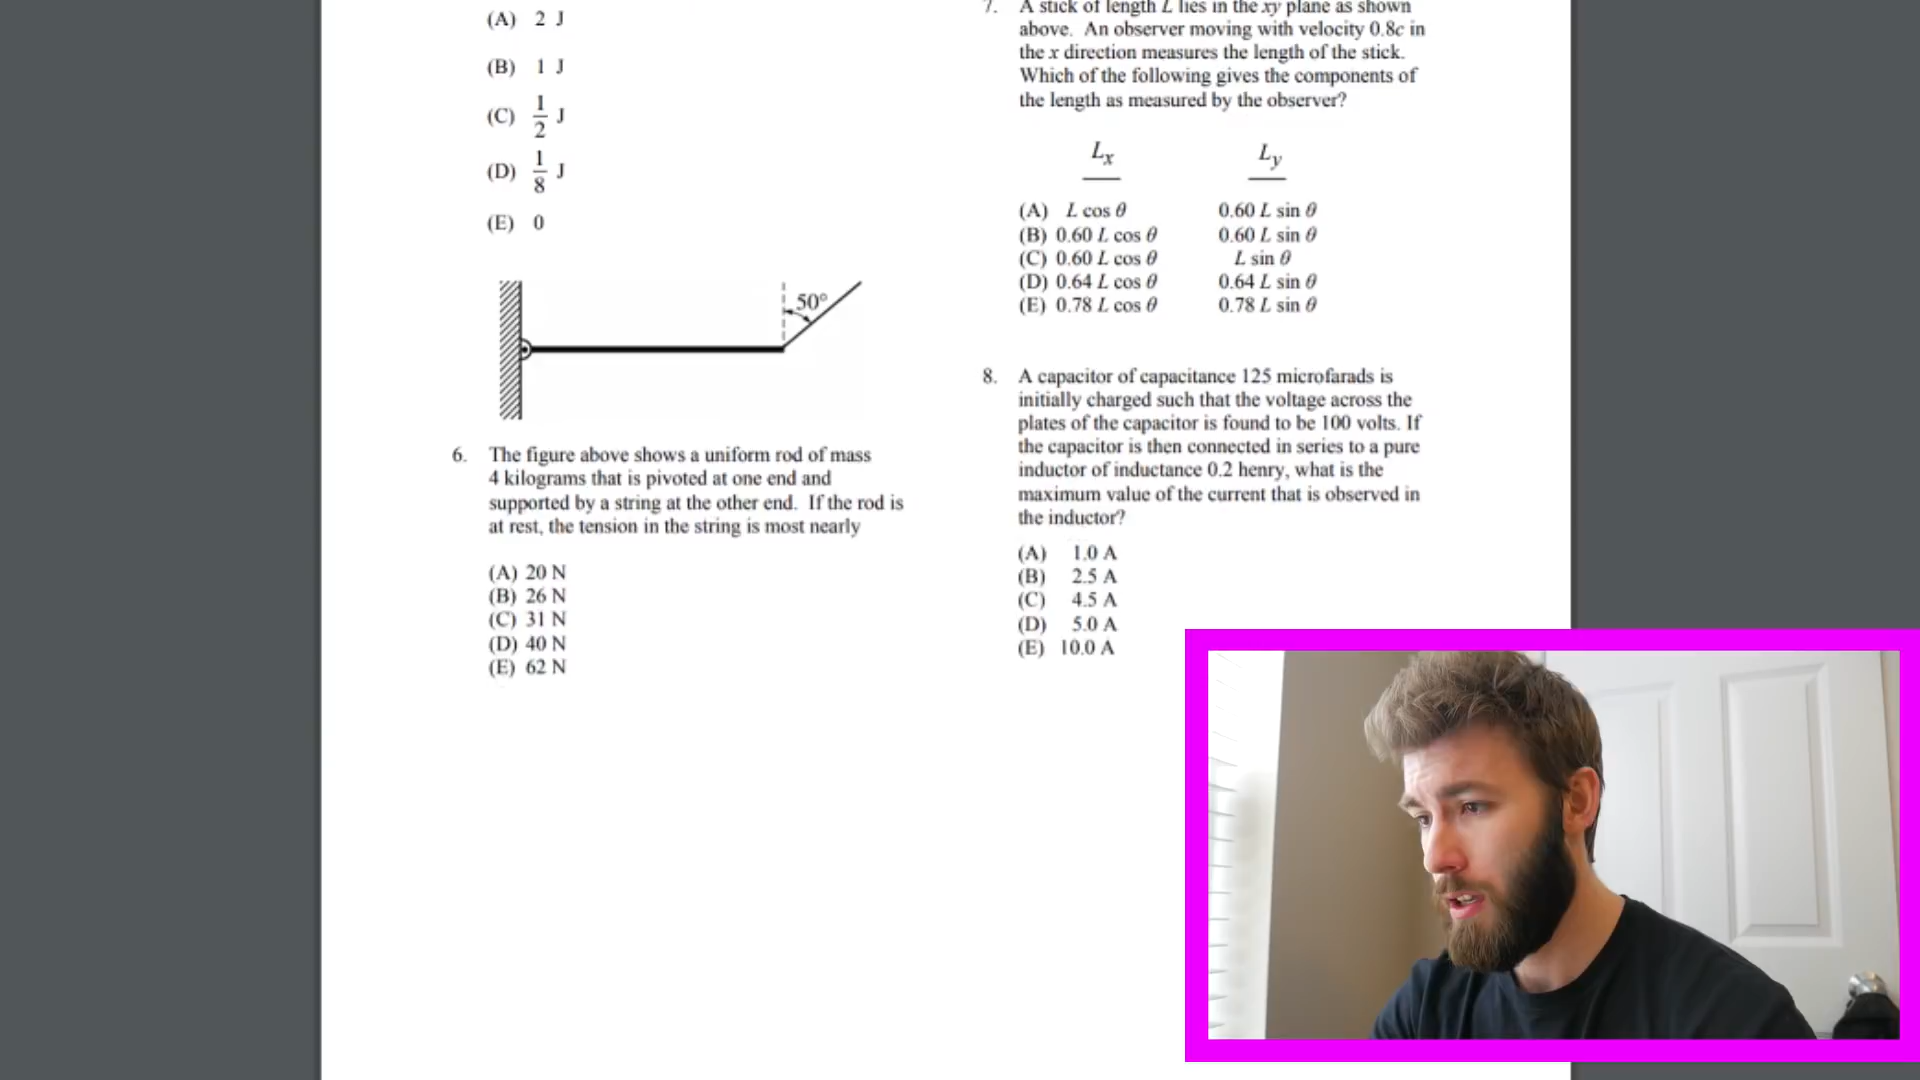 (A) 2 J
(B) 1 J
(C) 1/2 J
(D) 1/8 J
(E) 0
50°
6. The figure above shows a uniform rod of mass
4 kilograms that is pivoted at one end and
supported by a string at the other end. If the rod is
at rest, the tension in the string is most nearly
(A) 20 N
(B) 26 N
(C) 31 N
(D) 40 N
(E) 62 N
7. A stick of length L lies in the xy plane as shown
above. An observer moving with velocity 0.8c in
the x direction measures the length of the stick.
Which of the following gives the components of
the length as measured by the observer?
Lx Ly
(A) L cos θ 0.60 L sin θ
(B) 0.60 L cos θ 0.60 L sin θ
(C) 0.60 L cos θ L sin θ
(D) 0.64 L cos θ 0.64 L sin θ
(E) 0.78 L cos θ 0.78 L sin θ
8. A capacitor of capacitance 125 microfarads is
initially charged such that the voltage across the
plates of the capacitor is found to be 100 volts. If
the capacitor is then connected in series to a pure
inductor of inductance 0.2 henry, what is the
maximum value of the current that is observed in
the inductor?
(A) 1.0 A
(B) 2.5 A
(C) 4.5 A
(D) 5.0 A
(E) 10.0 A